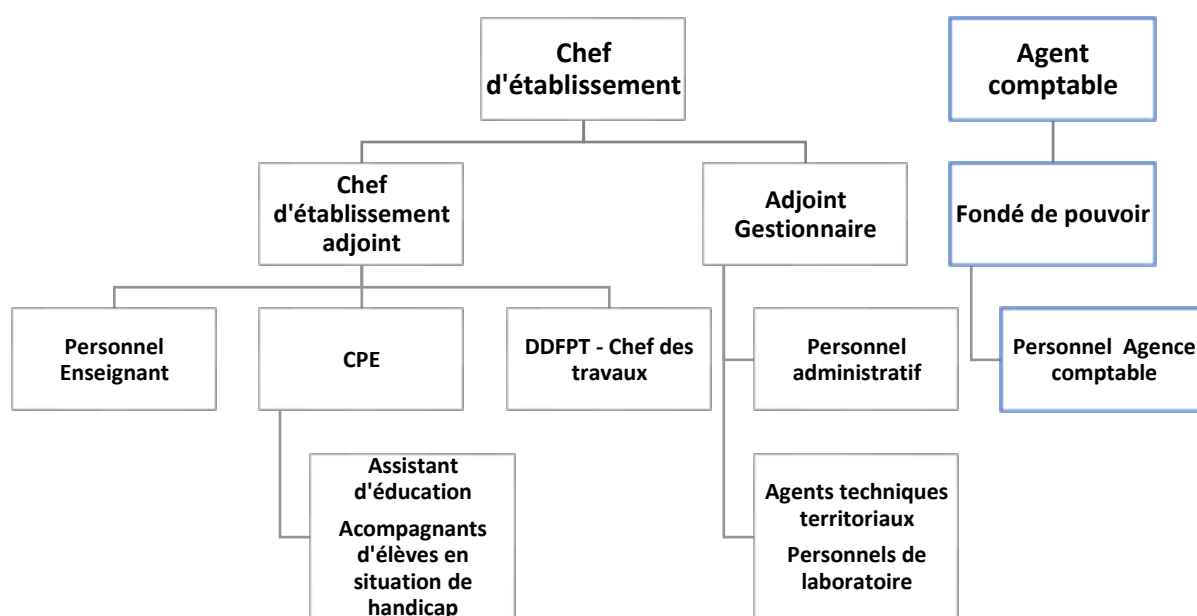 Chef
d'établissement
Agent
comptable
Chef
d'établissement
adjoint
Adjoint
Gestionnaire
Fondé de pouvoir
Personnel
Enseignant
CPE
DDFPT - Chef des
travaux
Personnel
administratif
Personnel Agence
comptable
Assistant
d'éducation
Acompagnants
d'élèves en
situation de
handicap
Agents techniques
territoriaux
Personnels de
laboratoire